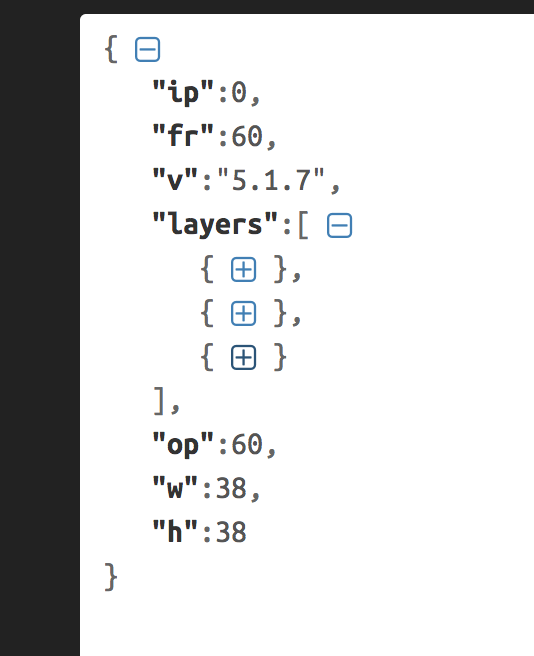 {
"ip":0,
"fr":60,
"v":"5.1.7",
"layers":[
{ },
{ },
{ }
],
"op":60,
"w":38,
"h":38
}